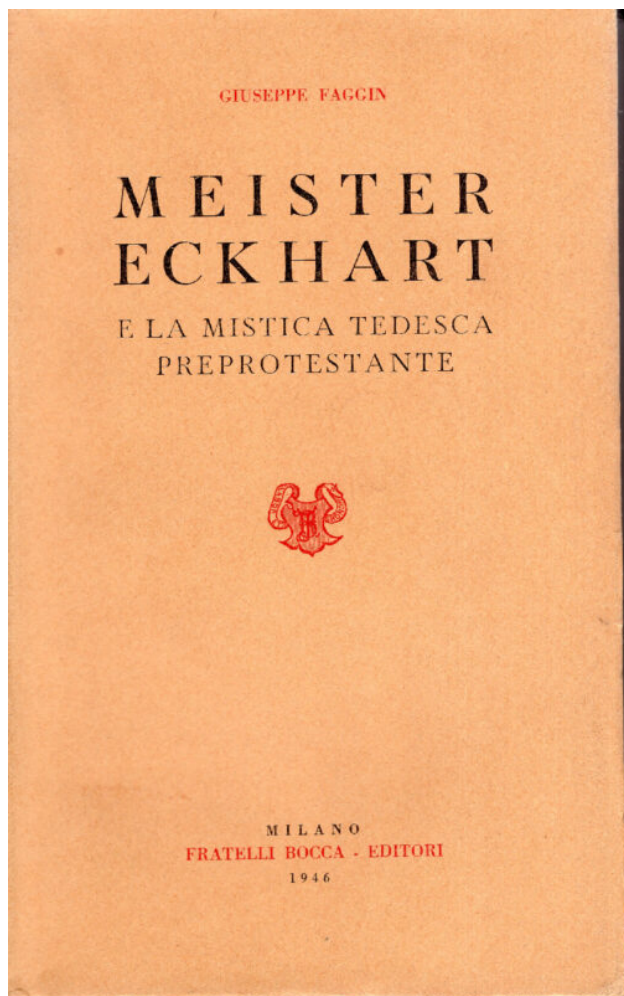 GIUSEPPE FAGGIN
MEISTER
ECKHART
E LA MISTICA TEDESCA
PREPROTESTANTE
MILANO
FRATELLI BOCCA - EDITORI
1946